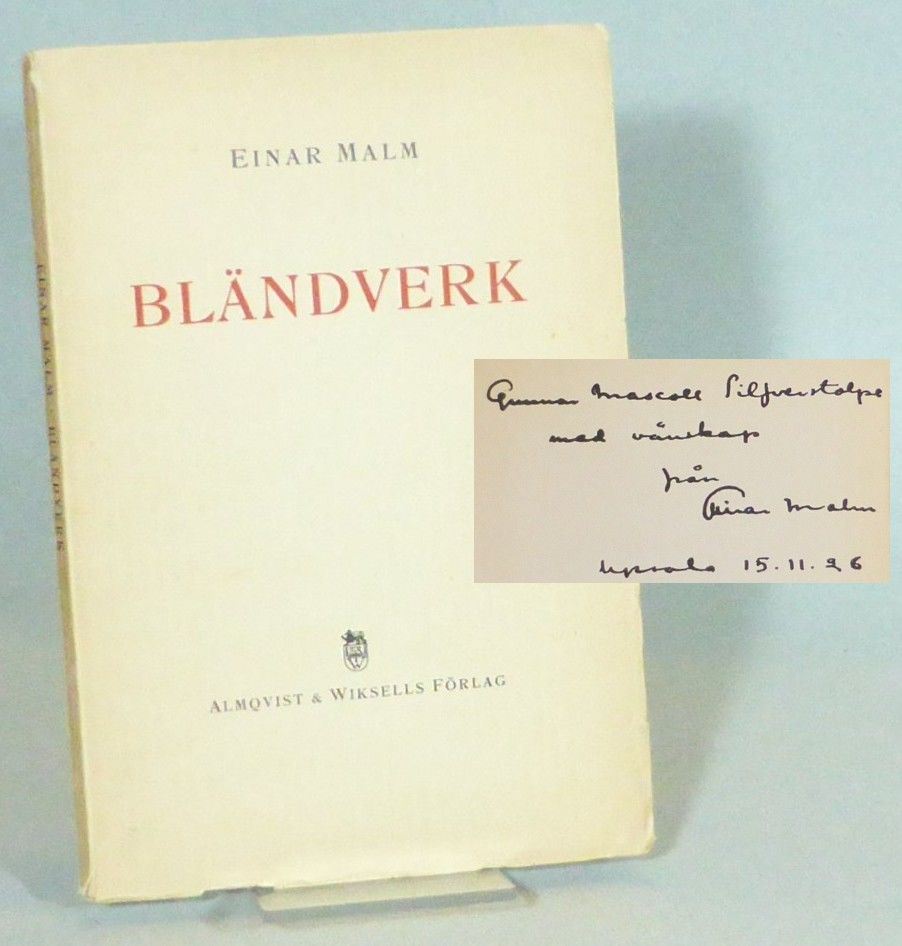 EINAR MALM
BLÄNDVERK
ALMQVIST & WIKSELLS FÖRLAG
EINAR MALM · BLÄNDVERK
Gunnar Mascoll Silfverstolpe
med vänskap
från
Einar Malm
Upsala 15.11.26